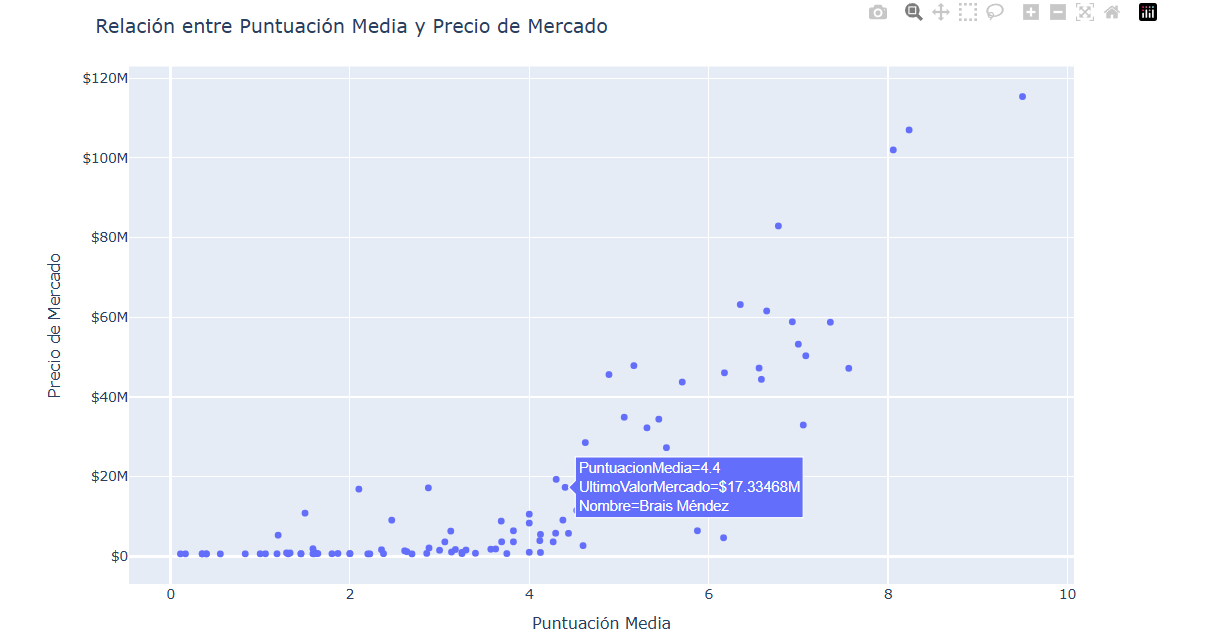 Relación entre Puntuación Media y Precio de Mercado
$120M
$100M
$80M
$60M
$40M
$20M
$0
Precio de Mercado
PuntuacionMedia=4.4
UltimoValorMercado=$17.33468M
Nombre=Brais Méndez
0
2
4
6
8
10
Puntuación Media